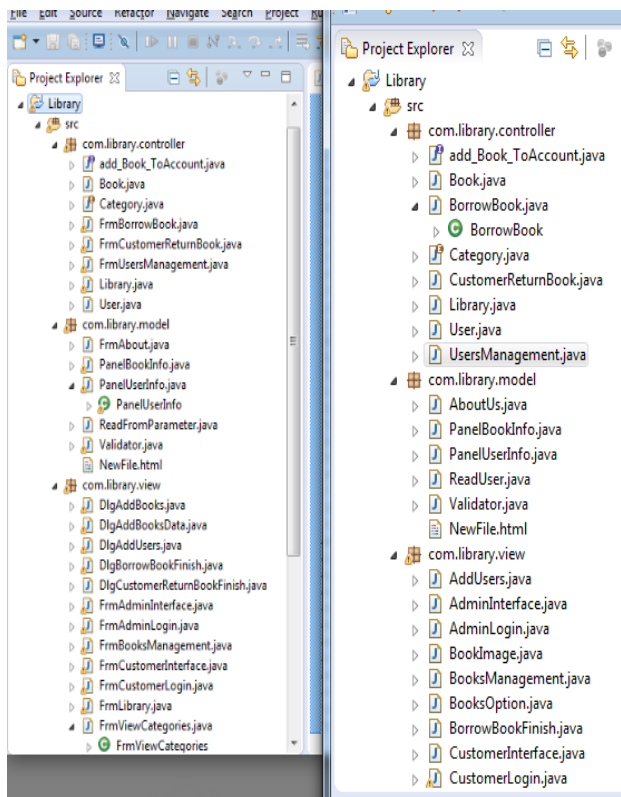 File Edit Source Refactor Navigate Search Project Ru
Project Explorer
Library
src
com.library.controller
add_Book_ToAccount.java
Book.java
Category.java
FrmBorrowBook.java
FrmCustomerReturnBook.java
FrmUsersManagement.java
Library.java
User.java
com.library.model
FrmAbout.java
PanelBookInfo.java
PanelUserInfo.java
PanelUserInfo
ReadFromParameter.java
Validator.java
NewFile.html
com.library.view
DlgAddBooks.java
DlgAddBooksData.java
DlgAddUsers.java
DlgBorrowBookFinish.java
DlgCustomerReturnBookFinish.java
FrmAdminInterface.java
FrmAdminLogin.java
FrmBooksManagement.java
FrmCustomerInterface.java
FrmCustomerLogin.java
FrmLibrary.java
FrmViewCategories.java
FrmViewCategories
Project Explorer
Library
src
com.library.controller
add_Book_ToAccount.java
Book.java
BorrowBook.java
BorrowBook
Category.java
CustomerReturnBook.java
Library.java
User.java
UsersManagement.java
com.library.model
AboutUs.java
PanelBookInfo.java
PanelUserInfo.java
ReadUser.java
Validator.java
NewFile.html
com.library.view
AddUsers.java
AdminInterface.java
AdminLogin.java
BookImage.java
BooksManagement.java
BooksOption.java
BorrowBookFinish.java
CustomerInterface.java
CustomerLogin.java